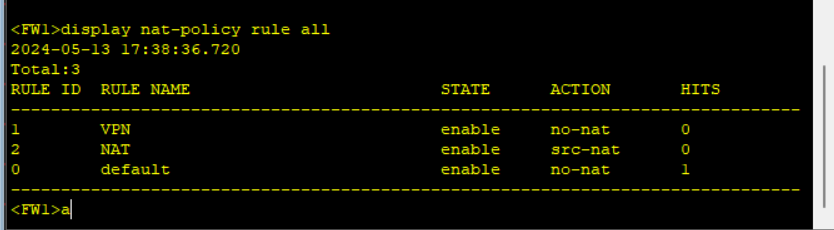 <FW1>display nat-policy rule all
2024-05-13 17:38:36.720
Total:3
RULE ID  RULE NAME                         STATE      ACTION       HITS
-------------------------------------------------------------------------------
1        VPN                               enable     no-nat       0
2        NAT                               enable     src-nat      0
0        default                           enable     no-nat       1
-------------------------------------------------------------------------------
<FW1>a